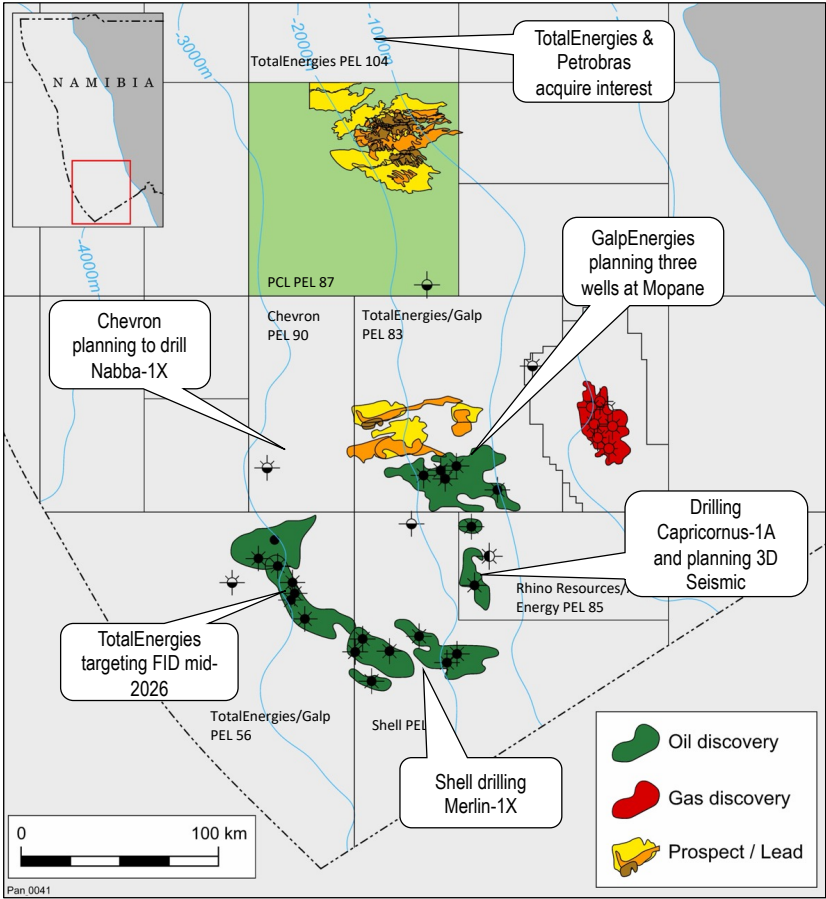 NAMIBIA
-3000m
-2000m
-1000m
-4000m
TotalEnergies PEL 104
TotalEnergies &
Petrobras
acquire interest
PCL PEL 87
GalpEnergies
planning three
wells at Mopane
Chevron
PEL 90
TotalEnergies/Galp
PEL 83
Chevron
planning to drill
Nabba-1X
Drilling
Capricornus-1A
and planning 3D
Seismic
Rhino Resources/
Energy PEL 85
TotalEnergies
targeting FID mid-
2026
TotalEnergies/Galp
PEL 56
Shell PEL
Shell drilling
Merlin-1X
Oil discovery
Gas discovery
Prospect / Lead
0 100 km
Pan_0041